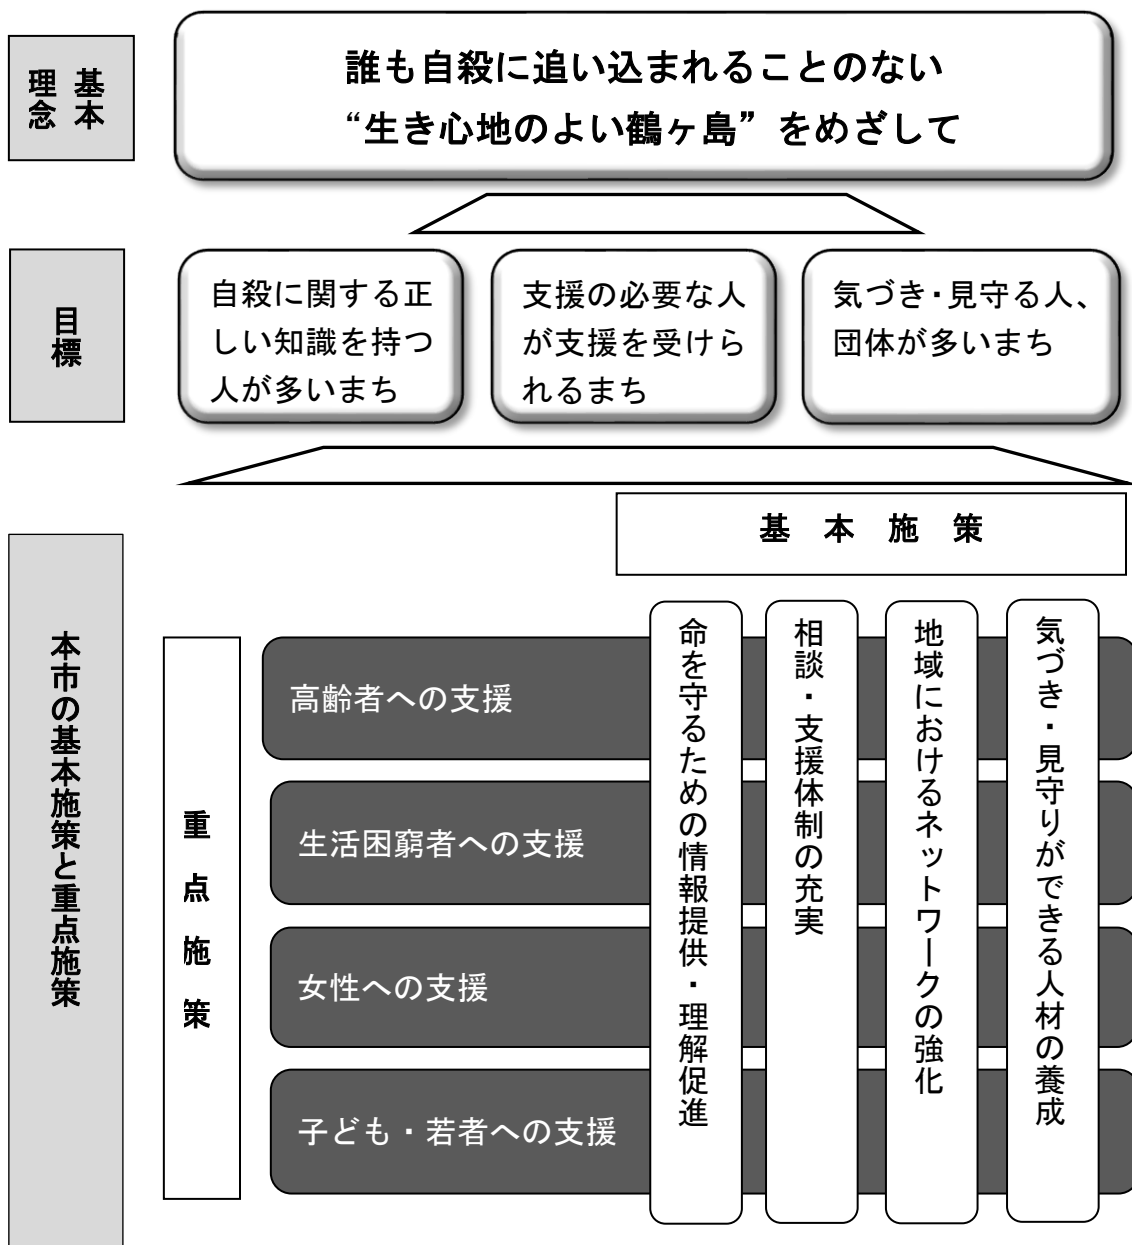 基本
理念
誰も自殺に追い込まれることのない
“生き心地のよい鶴ヶ島”をめざして
目標
自殺に関する正
しい知識を持つ
人が多いまち
支援の必要な人
が支援を受けら
れるまち
気づき・見守る人、
団体が多いまち
本市の基本施策と重点施策
基本施策
重点施策
高齢者への支援
生活困窮者への支援
女性への支援
子ども・若者への支援
命を守るための情報提供・理解促進
相談・支援体制の充実
地域におけるネットワークの強化
気づき・見守りができる人材の養成